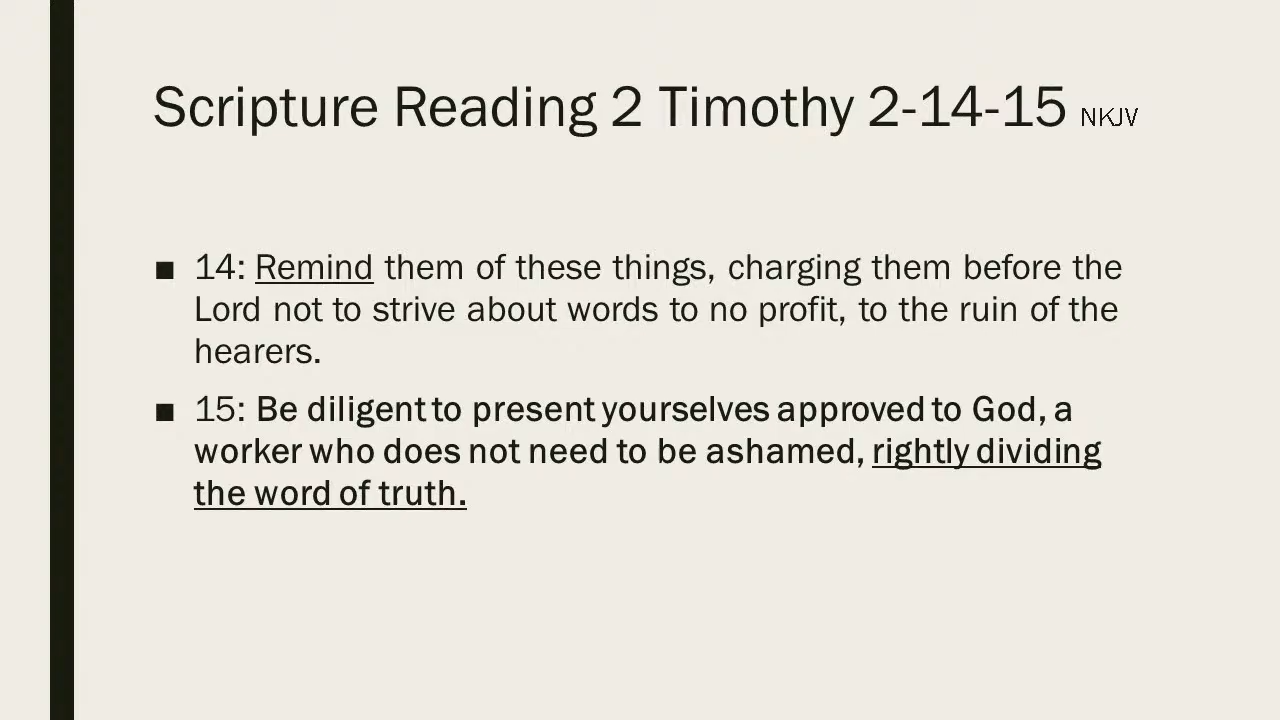 Scripture Reading 2 Timothy 2-14-15 NKJV
■ 14: Remind them of these things, charging them before the
Lord not to strive about words to no profit, to the ruin of the
hearers.
■ 15: Be diligent to present yourselves approved to God, a
worker who does not need to be ashamed, rightly dividing
the word of truth.